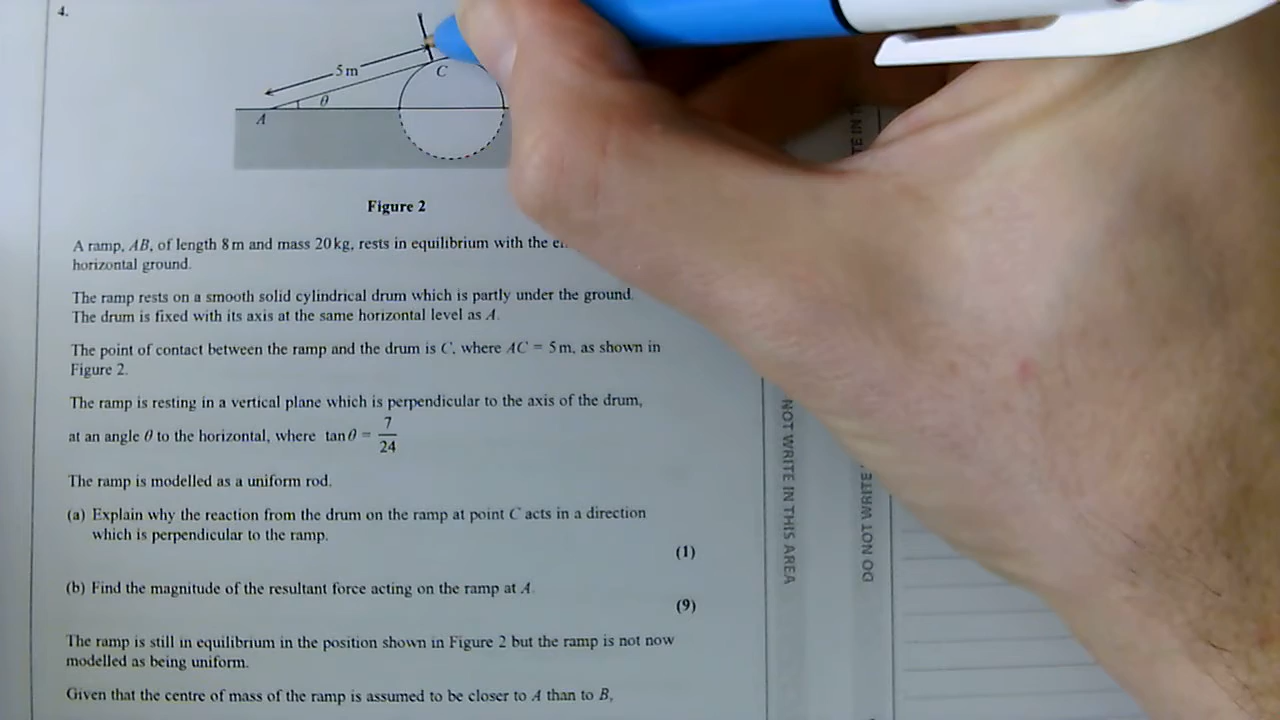 4.
5 m
C
θ
A
Figure 2
A ramp, AB, of length 8 m and mass 20 kg, rests in equilibrium with the
horizontal ground.
The ramp rests on a smooth solid cylindrical drum which is partly under the ground.
The drum is fixed with its axis at the same horizontal level as A.
The point of contact between the ramp and the drum is C, where AC = 5 m, as shown in
Figure 2.
The ramp is resting in a vertical plane which is perpendicular to the axis of the drum,
at an angle θ to the horizontal, where tan θ = 7/24
The ramp is modelled as a uniform rod.
(a) Explain why the reaction from the drum on the ramp at point C acts in a direction
which is perpendicular to the ramp.
(1)
(b) Find the magnitude of the resultant force acting on the ramp at A.
(9)
The ramp is still in equilibrium in the position shown in Figure 2 but the ramp is not now
modelled as being uniform.
Given that the centre of mass of the ramp is assumed to be closer to A than to B,
NOT WRITE IN THIS AREA
DO NOT WRITE